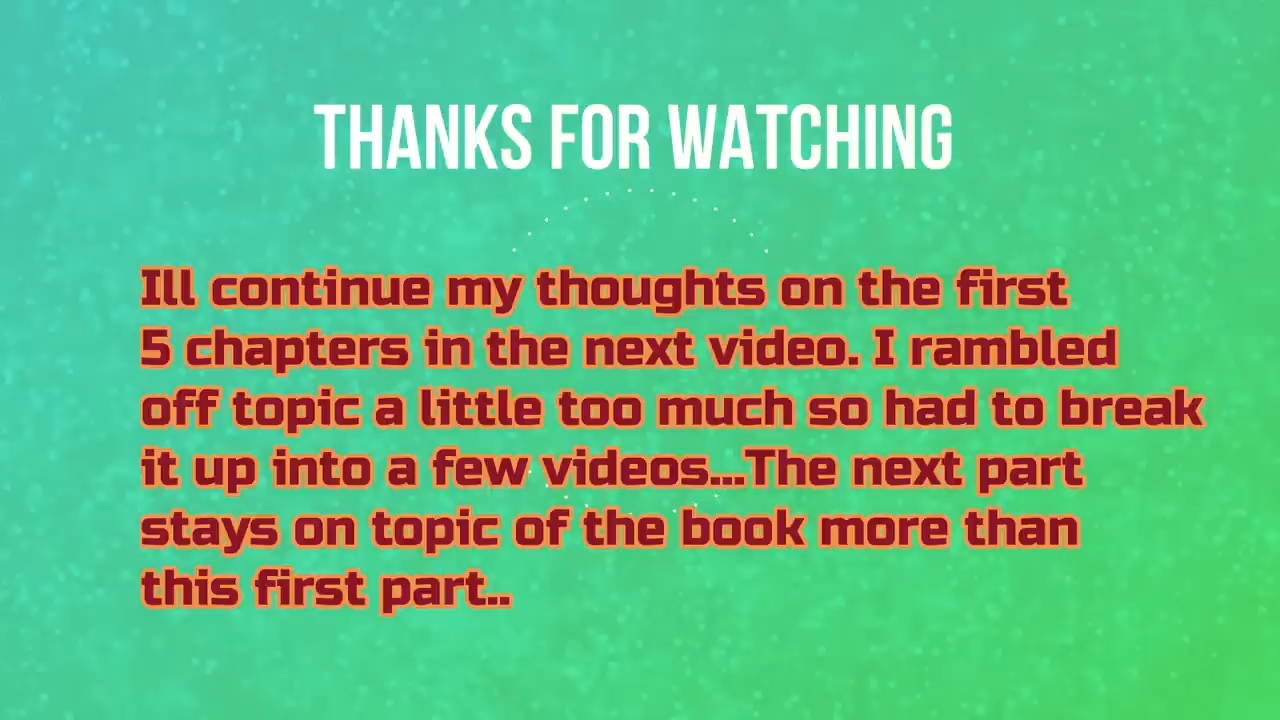 THANKS FOR WATCHING
Ill continue my thoughts on the first
5 chapters in the next video. I rambled
off topic a little too much so had to break
it up into a few videos...The next part
stays on topic of the book more than
this first part..